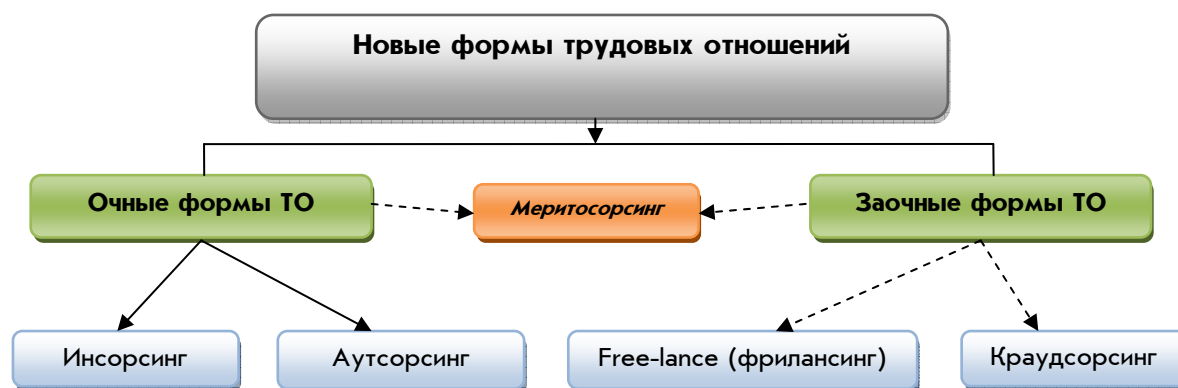 Новые формы трудовых отношений
Очные формы ТО
Меритосорсинг
Заочные формы ТО
Инсорсинг
Аутсорсинг
Free-lance (фрилансинг)
Краудсорсинг